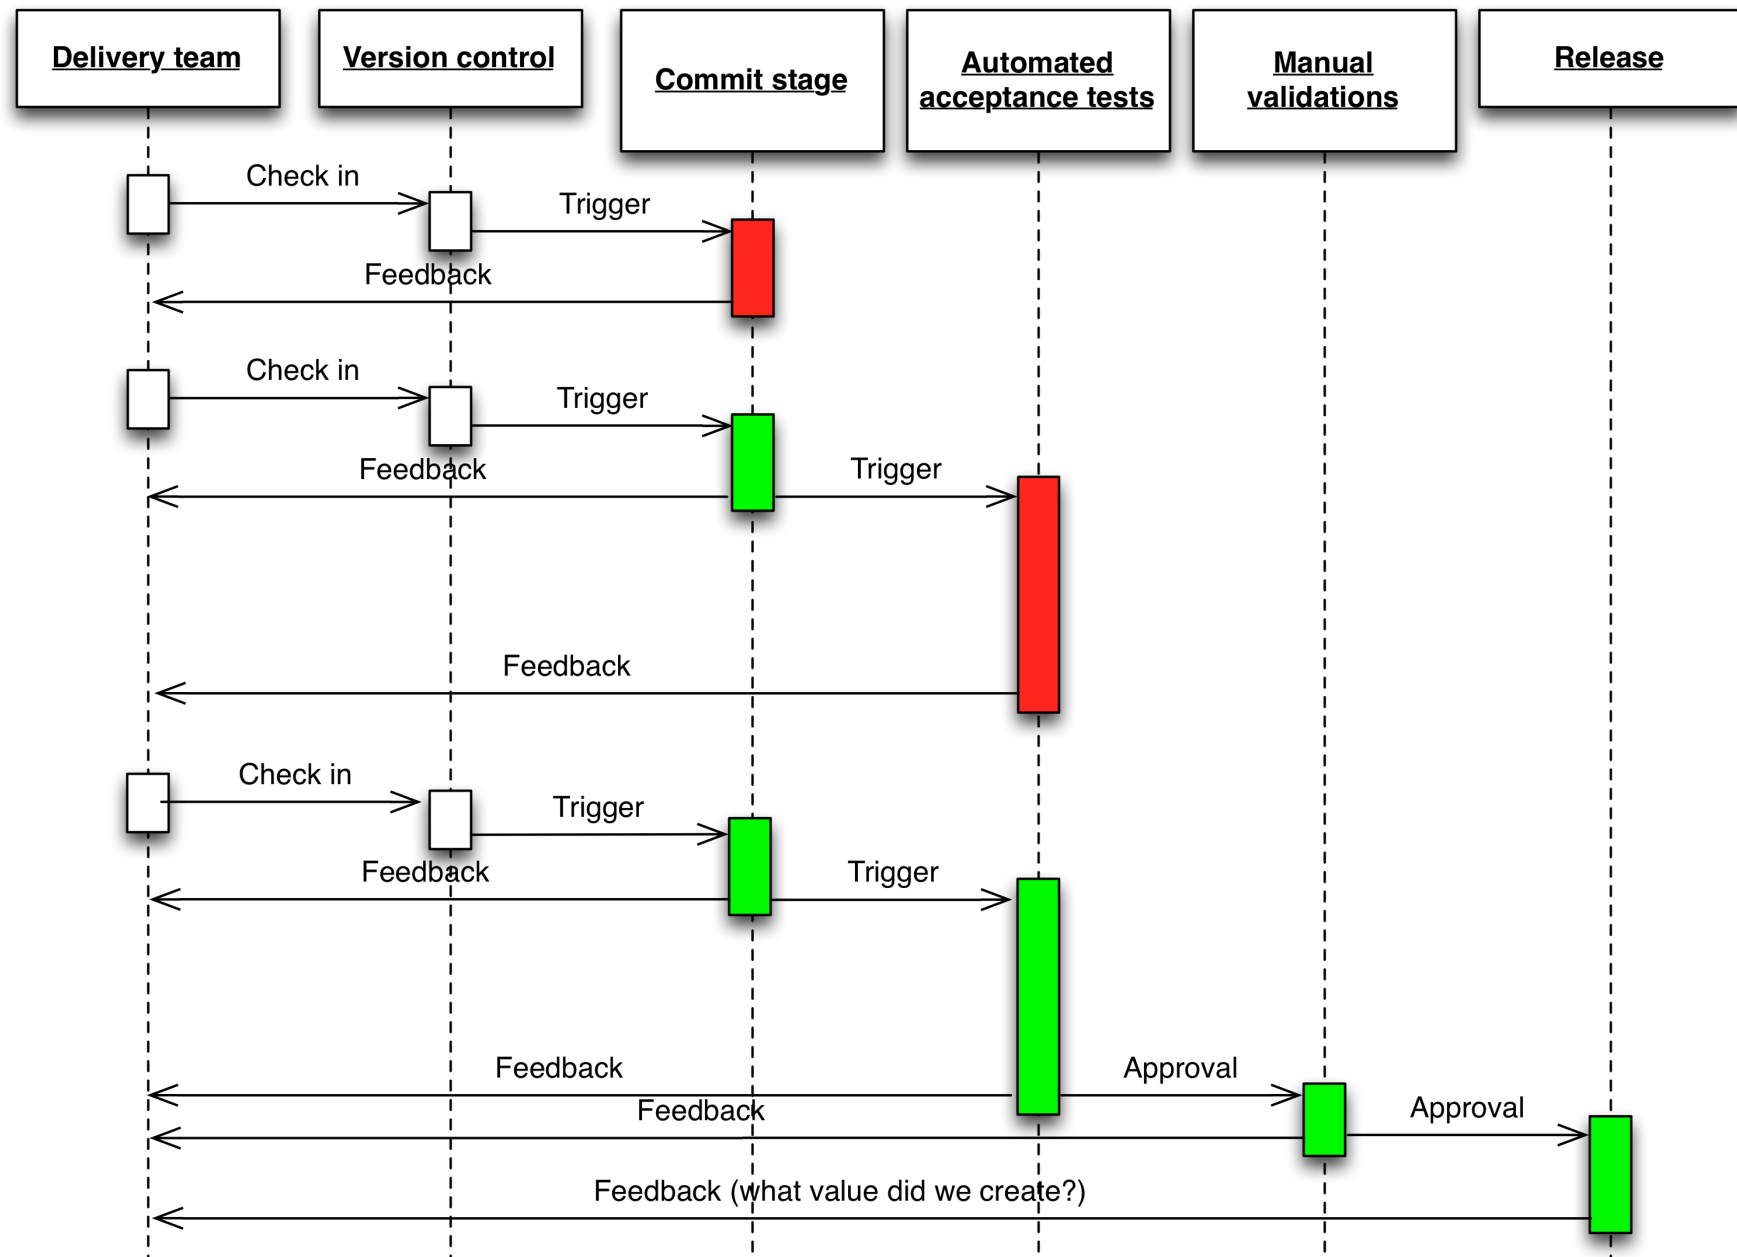 Delivery team
Version control
Commit stage
Automated
acceptance tests
Manual
validations
Release
Check in
Trigger
Feedback
Check in
Trigger
Feedback
Trigger
Feedback
Check in
Trigger
Feedback
Trigger
Feedback
Approval
Feedback
Approval
Feedback (what value did we create?)